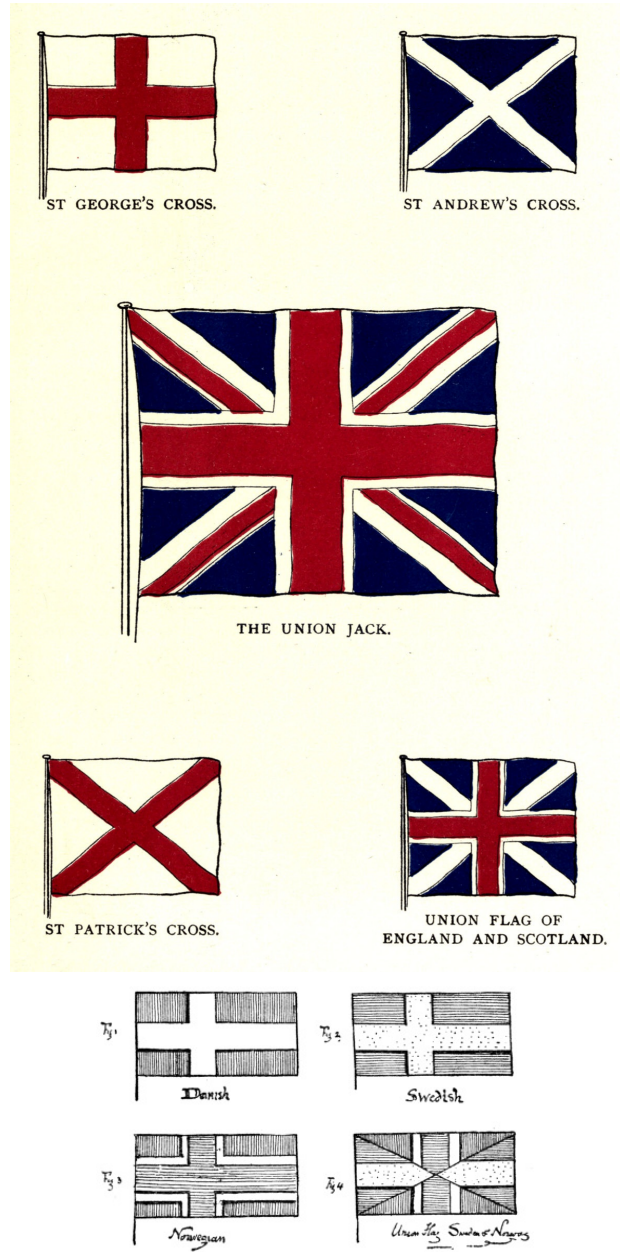 ST GEORGE'S CROSS.
ST ANDREW'S CROSS.
THE UNION JACK.
ST PATRICK'S CROSS.
UNION FLAG OF
ENGLAND AND SCOTLAND.
Fig 1
Danish
Fig 2
Swedish
Fig 3
Norwegian
Fig 4
Union Flag Sweden & Norway